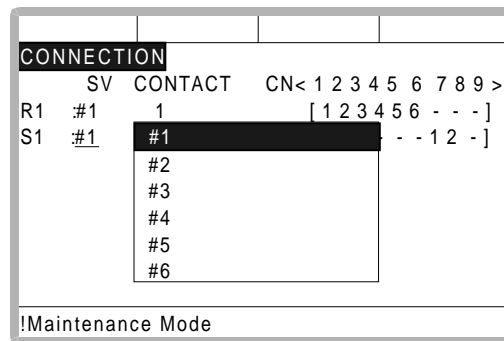 CONNECTION
SV CONTACT CN< 1 2 3 4 5 6 7 8 9 >
R1 :#1 1 [ 1 2 3 4 5 6 - - - ]
S1 :#1 #1 - - 1 2 - ]
#2
#3
#4
#5
#6
!Maintenance Mode